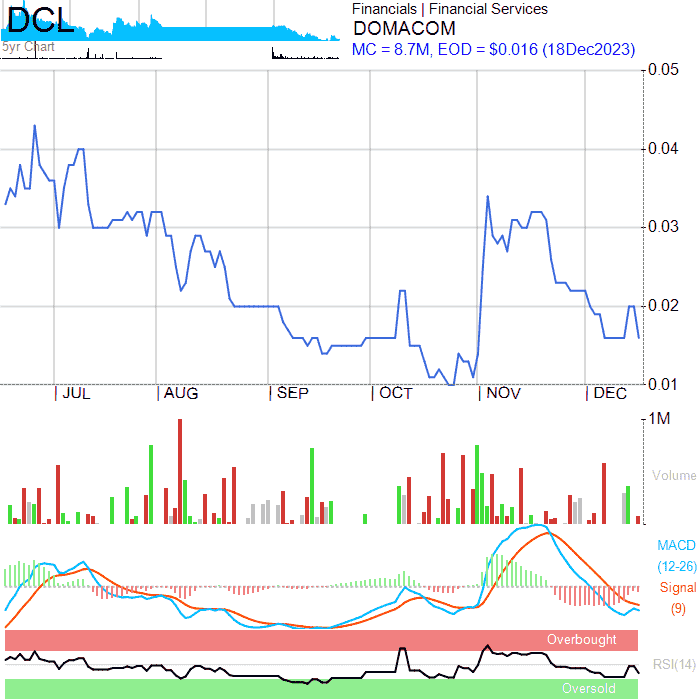 DCL
5yr Chart
Financials | Financial Services
DOMACOM
MC = 8.7M, EOD = $0.016 (18Dec2023)
0.05
0.04
0.03
0.02
0.01
JUL AUG SEP OCT NOV DEC
1M
Volume
MACD
(12-26)
Signal
(9)
Overbought
RSI(14)
Oversold